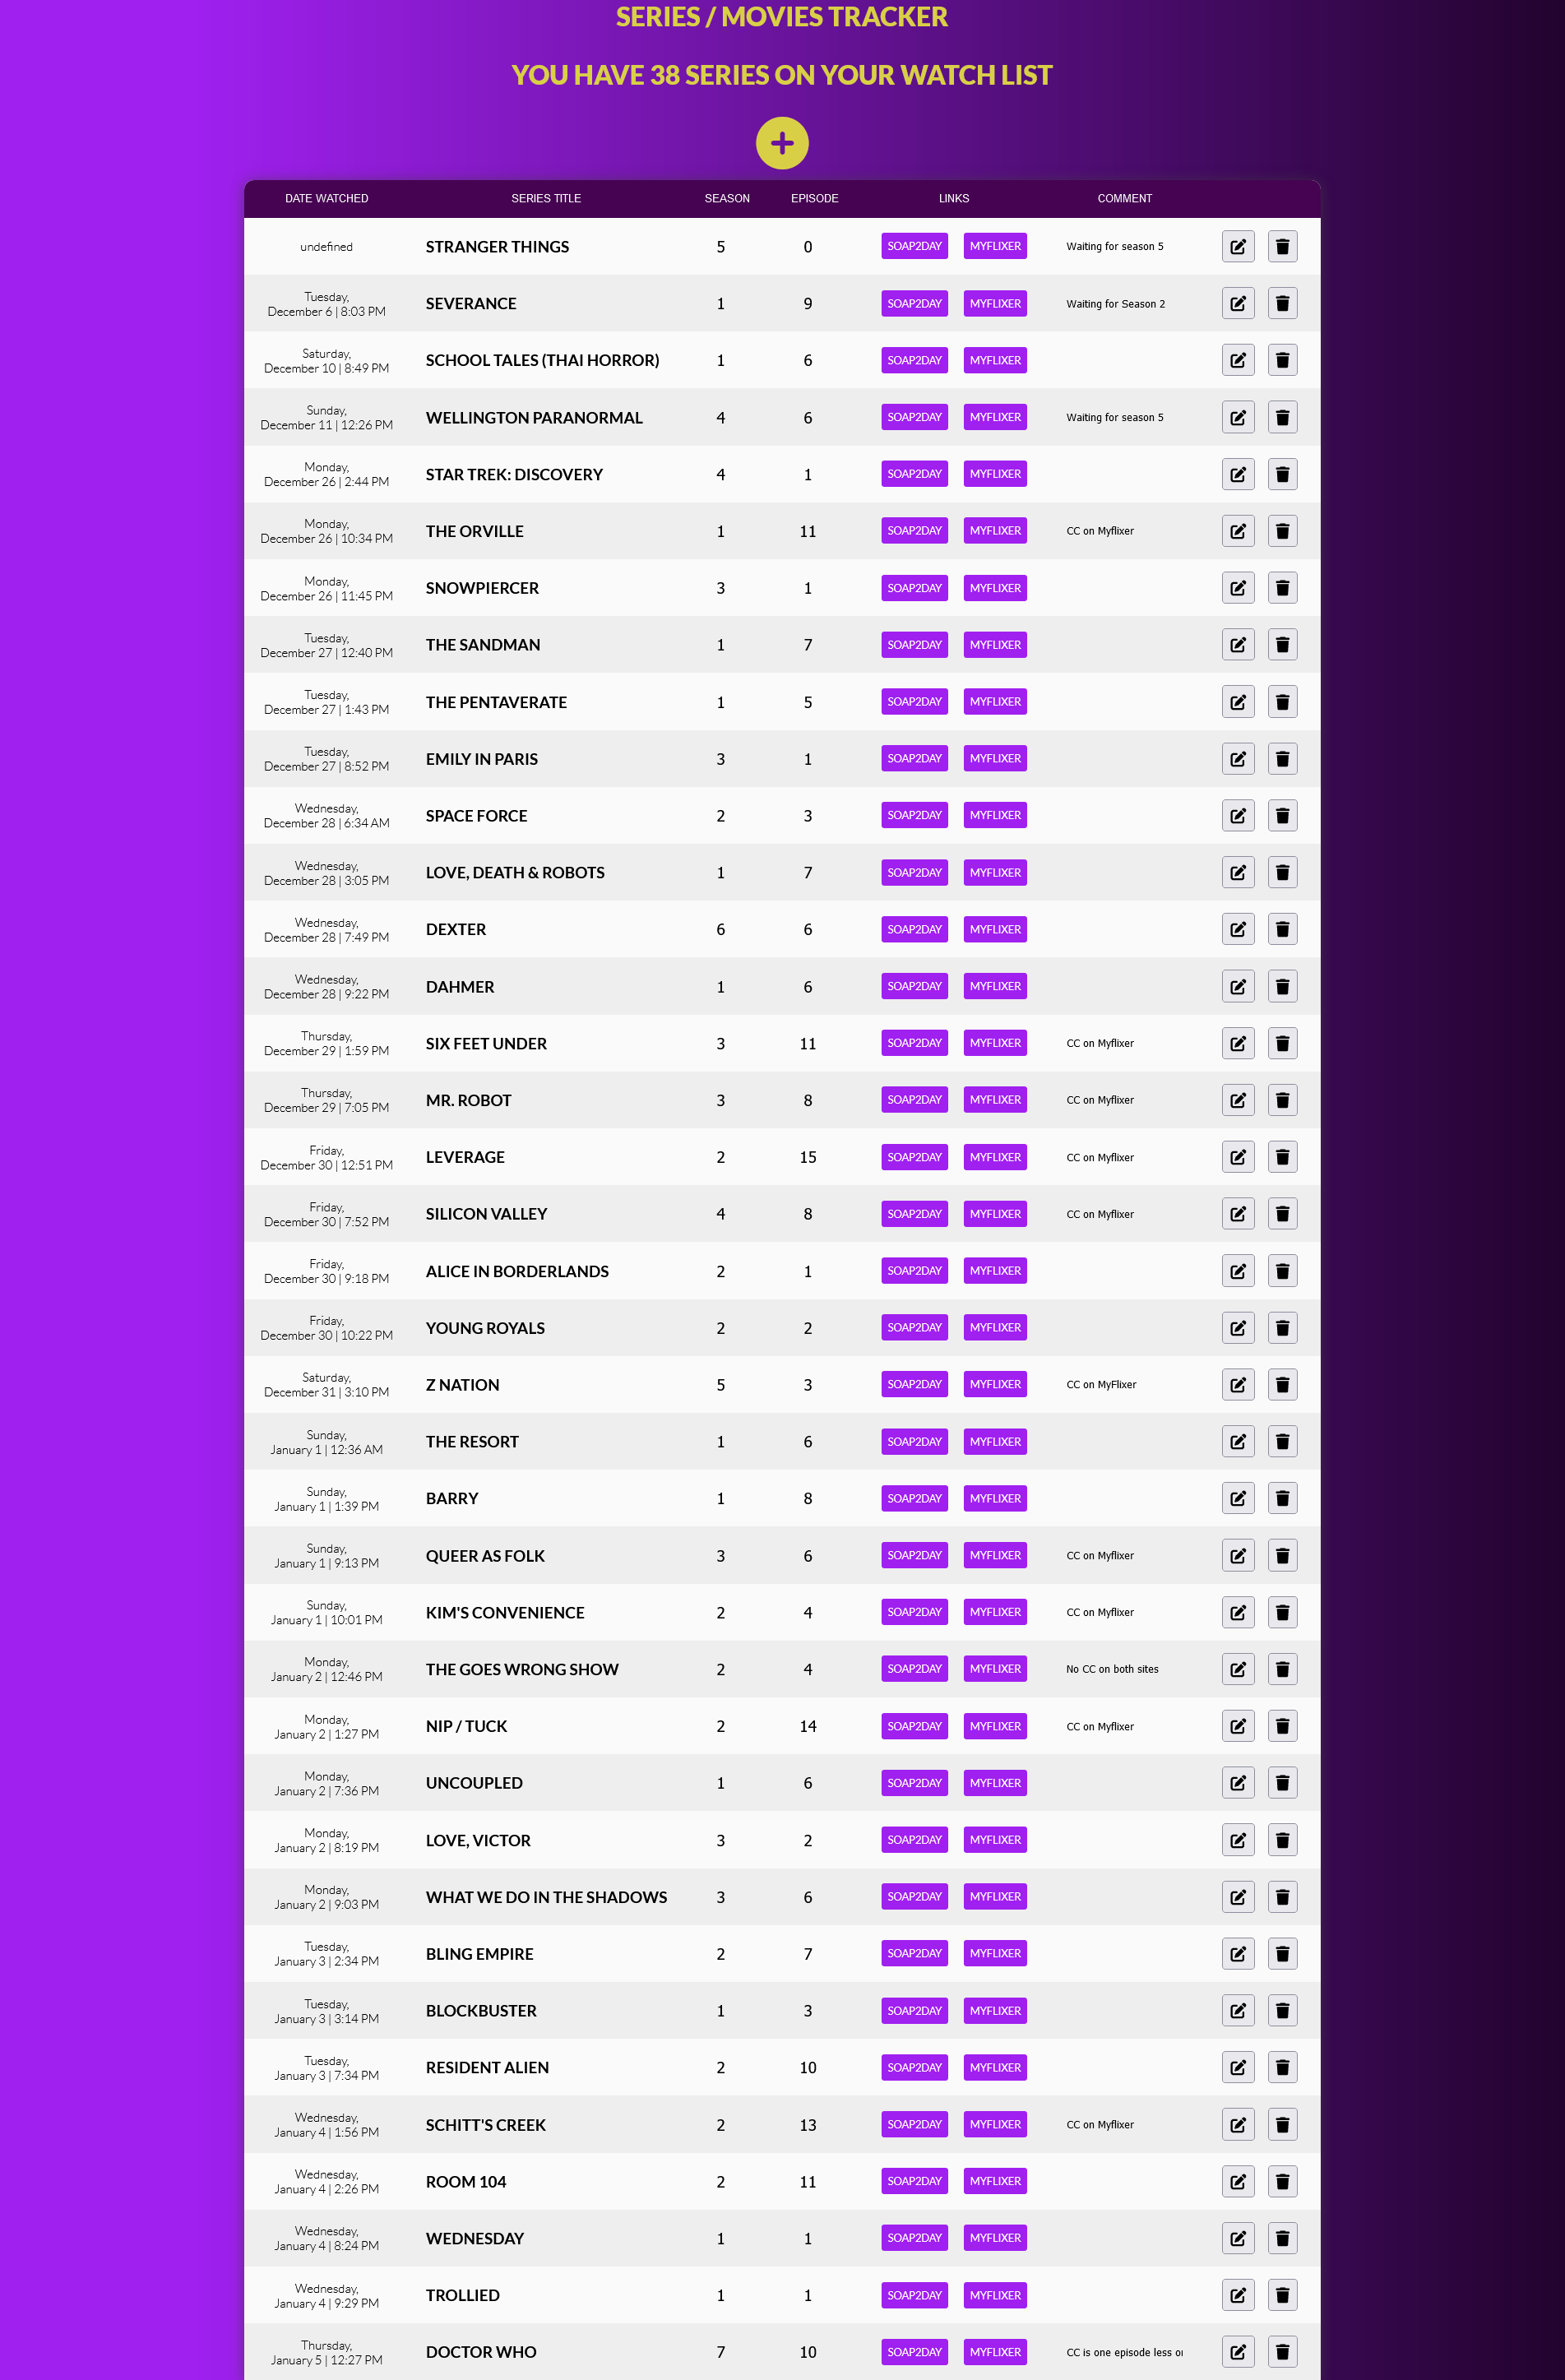 SERIES / MOVIES TRACKER
YOU HAVE 38 SERIES ON YOUR WATCH LIST
DATE WATCHED SERIES TITLE SEASON EPISODE LINKS COMMENT
undefined STRANGER THINGS 5 0 SOAP2DAY MYFLIXER Waiting for season 5
Tuesday,
December 6 | 8:03 PM SEVERANCE 1 9 SOAP2DAY MYFLIXER Waiting for Season 2
Saturday,
December 10 | 8:49 PM SCHOOL TALES (THAI HORROR) 1 6 SOAP2DAY MYFLIXER
Sunday,
December 11 | 12:26 PM WELLINGTON PARANORMAL 4 6 SOAP2DAY MYFLIXER Waiting for season 5
Monday,
December 26 | 2:44 PM STAR TREK: DISCOVERY 4 1 SOAP2DAY MYFLIXER
Monday,
December 26 | 10:34 PM THE ORVILLE 1 11 SOAP2DAY MYFLIXER CC on Myflixer
Monday,
December 26 | 11:45 PM SNOWPIERCER 3 1 SOAP2DAY MYFLIXER
Tuesday,
December 27 | 12:40 PM THE SANDMAN 1 7 SOAP2DAY MYFLIXER
Tuesday,
December 27 | 1:43 PM THE PENTAVERATE 1 5 SOAP2DAY MYFLIXER
Tuesday,
December 27 | 8:52 PM EMILY IN PARIS 3 1 SOAP2DAY MYFLIXER
Wednesday,
December 28 | 6:34 AM SPACE FORCE 2 3 SOAP2DAY MYFLIXER
Wednesday,
December 28 | 3:05 PM LOVE, DEATH & ROBOTS 1 7 SOAP2DAY MYFLIXER
Wednesday,
December 28 | 7:49 PM DEXTER 6 6 SOAP2DAY MYFLIXER
Wednesday,
December 28 | 9:22 PM DAHMER 1 6 SOAP2DAY MYFLIXER
Thursday,
December 29 | 1:59 PM SIX FEET UNDER 3 11 SOAP2DAY MYFLIXER CC on Myflixer
Thursday,
December 29 | 7:05 PM MR. ROBOT 3 8 SOAP2DAY MYFLIXER CC on Myflixer
Friday,
December 30 | 12:51 PM LEVERAGE 2 15 SOAP2DAY MYFLIXER CC on Myflixer
Friday,
December 30 | 7:52 PM SILICON VALLEY 4 8 SOAP2DAY MYFLIXER CC on Myflixer
Friday,
December 30 | 9:18 PM ALICE IN BORDERLANDS 2 1 SOAP2DAY MYFLIXER
Friday,
December 30 | 10:22 PM YOUNG ROYALS 2 2 SOAP2DAY MYFLIXER
Saturday,
December 31 | 3:10 PM Z NATION 5 3 SOAP2DAY MYFLIXER CC on MyFlixer
Sunday,
January 1 | 12:36 AM THE RESORT 1 6 SOAP2DAY MYFLIXER
Sunday,
January 1 | 1:39 PM BARRY 1 8 SOAP2DAY MYFLIXER
Sunday,
January 1 | 9:13 PM QUEER AS FOLK 3 6 SOAP2DAY MYFLIXER CC on Myflixer
Sunday,
January 1 | 10:01 PM KIM'S CONVENIENCE 2 4 SOAP2DAY MYFLIXER CC on Myflixer
Monday,
January 2 | 12:46 PM THE GOES WRONG SHOW 2 4 SOAP2DAY MYFLIXER No CC on both sites
Monday,
January 2 | 1:27 PM NIP / TUCK 2 14 SOAP2DAY MYFLIXER CC on Myflixer
Monday,
January 2 | 7:36 PM UNCOUPLED 1 6 SOAP2DAY MYFLIXER
Monday,
January 2 | 8:19 PM LOVE, VICTOR 3 2 SOAP2DAY MYFLIXER
Monday,
January 2 | 9:03 PM WHAT WE DO IN THE SHADOWS 3 6 SOAP2DAY MYFLIXER
Tuesday,
January 3 | 2:34 PM BLING EMPIRE 2 7 SOAP2DAY MYFLIXER
Tuesday,
January 3 | 3:14 PM BLOCKBUSTER 1 3 SOAP2DAY MYFLIXER
Tuesday,
January 3 | 7:34 PM RESIDENT ALIEN 2 10 SOAP2DAY MYFLIXER
Wednesday,
January 4 | 1:56 PM SCHITT'S CREEK 2 13 SOAP2DAY MYFLIXER CC on Myflixer
Wednesday,
January 4 | 2:26 PM ROOM 104 2 11 SOAP2DAY MYFLIXER
Wednesday,
January 4 | 8:24 PM WEDNESDAY 1 1 SOAP2DAY MYFLIXER
Wednesday,
January 4 | 9:29 PM TROLLIED 1 1 SOAP2DAY MYFLIXER
Thursday,
January 5 | 12:27 PM DOCTOR WHO 7 10 SOAP2DAY MYFLIXER CC is one episode less